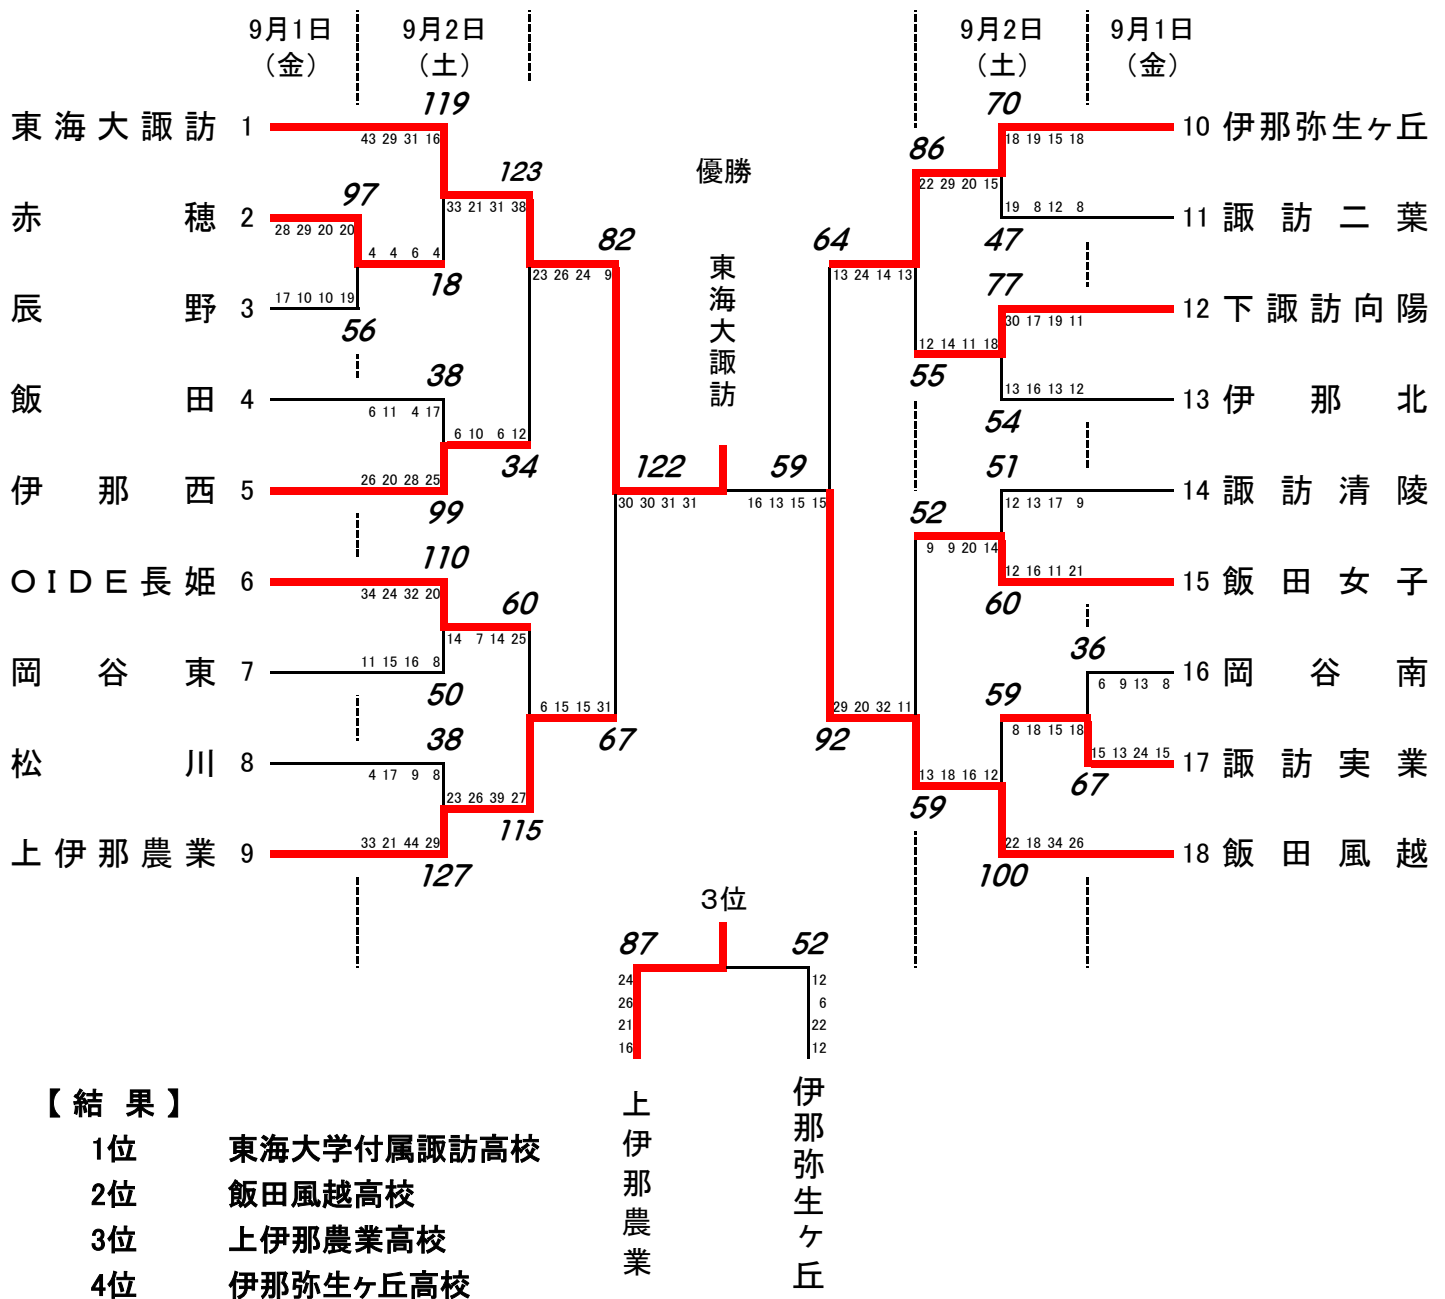 9月1日 9月2日 9月2日 9月1日
（金） （土） （土） （金）
119 70
東海大諏訪 1 10 伊那弥生ヶ丘
43 29 31 16 18 19 15 18
86
123 優勝
97 22 29 20 15
赤穂 2 33 21 31 38 19 8 12 8 11 諏訪二葉
28 29 20 20 47
82 64
4 4 6 4 東海大諏訪
18 23 26 24 9 13 24 14 13 77
17 10 10 19
辰野 3 12 下諏訪向陽
56 30 17 19 11
12 14 11 18
38 55
飯田 4 13 16 13 12 13 伊那北
6 11 4 17 54
6 10 6 12
34 122 59 51
26 20 28 25
伊那西 5 14 諏訪清陵
99 30 30 31 31 16 13 15 15 12 13 17 9
52
110 9 9 20 14
12 16 11 21
OIDE長姫 6 15 飯田女子
34 24 32 20 60 60
14 7 14 25 36
11 15 16 8
岡谷東 7 16 岡谷南
50 6 9 13 8
59
6 15 15 31 29 20 32 11
38 67 92 8 18 15 18
15 13 24 15
松川 8 17 諏訪実業
4 17 9 8 13 18 16 12 67
23 26 39 27 59
115
33 21 44 29 22 18 34 26
上伊那農業 9 18 飯田風越
127 100
3位
87 52
24 12
26 6
21 22
16 12
上伊那農業
伊那弥生ヶ丘
【結果】
1位 東海大学付属諏訪高校
2位 飯田風越高校
3位 上伊那農業高校
4位 伊那弥生ヶ丘高校